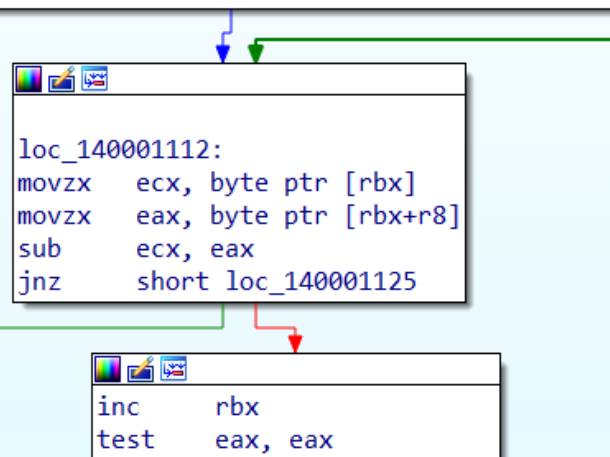 loc_140001112:
movzx ecx, byte ptr [rbx]
movzx eax, byte ptr [rbx+r8]
sub ecx, eax
jnz short loc_140001125
inc rbx
test eax, eax